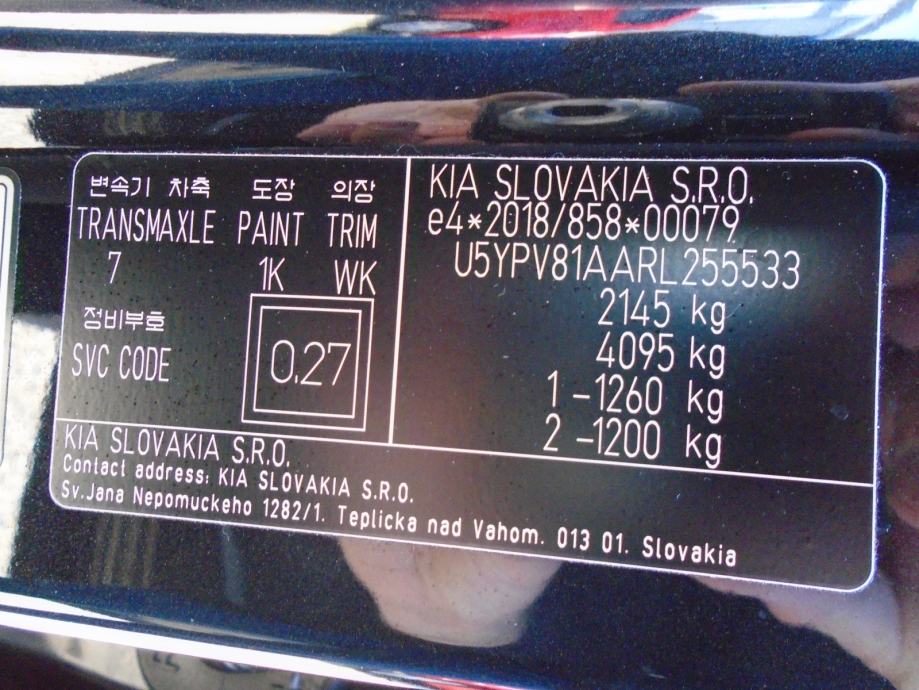 변속기 차축 도장 의장
TRANSMAXLE PAINT TRIM
7 1K WK
정비부호
SVC CODE
0.27
KIA SLOVAKIA S.R.O.
e4*2018/858*00079
U5YPV81AARL255533
2145 kg
4095 kg
1 -1260 kg
2 -1200 kg
KIA SLOVAKIA S.R.O.
Contact address: KIA SLOVAKIA S.R.O.
Sv.Jana Nepomuckeho 1282/1. Teplicka nad Vahom. 013 01. Slovakia